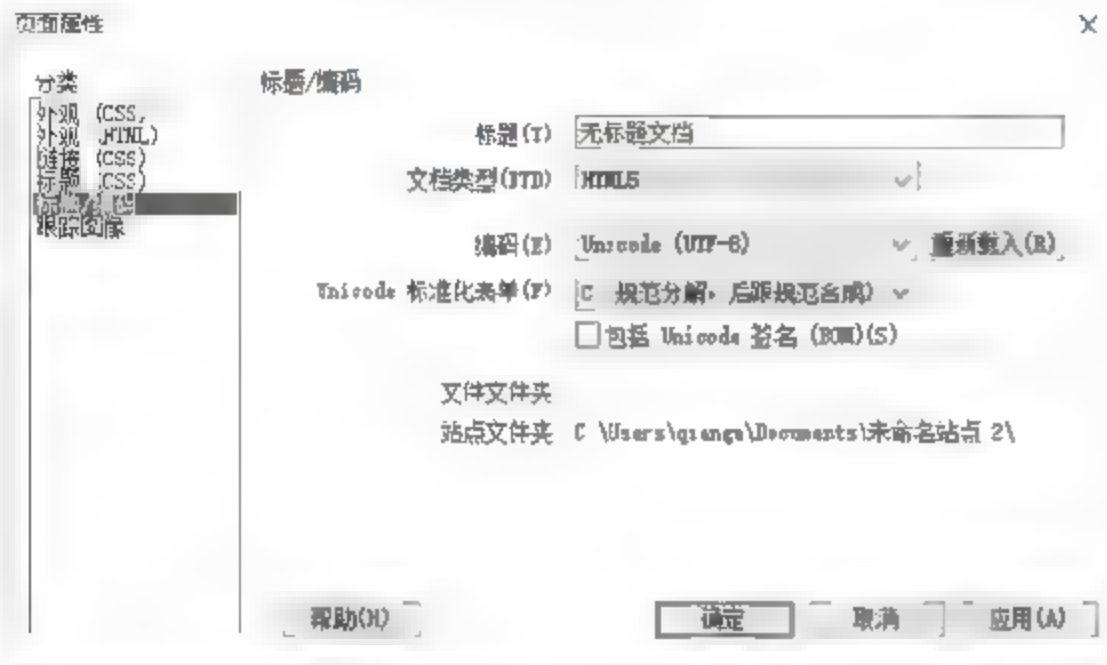 页面属性
分类
外观 (CSS)
外观 (HTML)
链接 (CSS)
标题 (CSS)
标题/编码
跟踪图像
标题/编码
标题(T) 无标题文档
文档类型(DTD) HTML5
编码(E) Unicode (UTF-8) 重新载入(R)
Unicode 标准化表单(F) C 规范分解，后跟规范合成)
包括 Unicode 签名 (BOM)(S)
文件文件夹
站点文件夹 C \Users\ \Documents\未命名站点 2\
帮助(H) 确定 取消 应用(A)